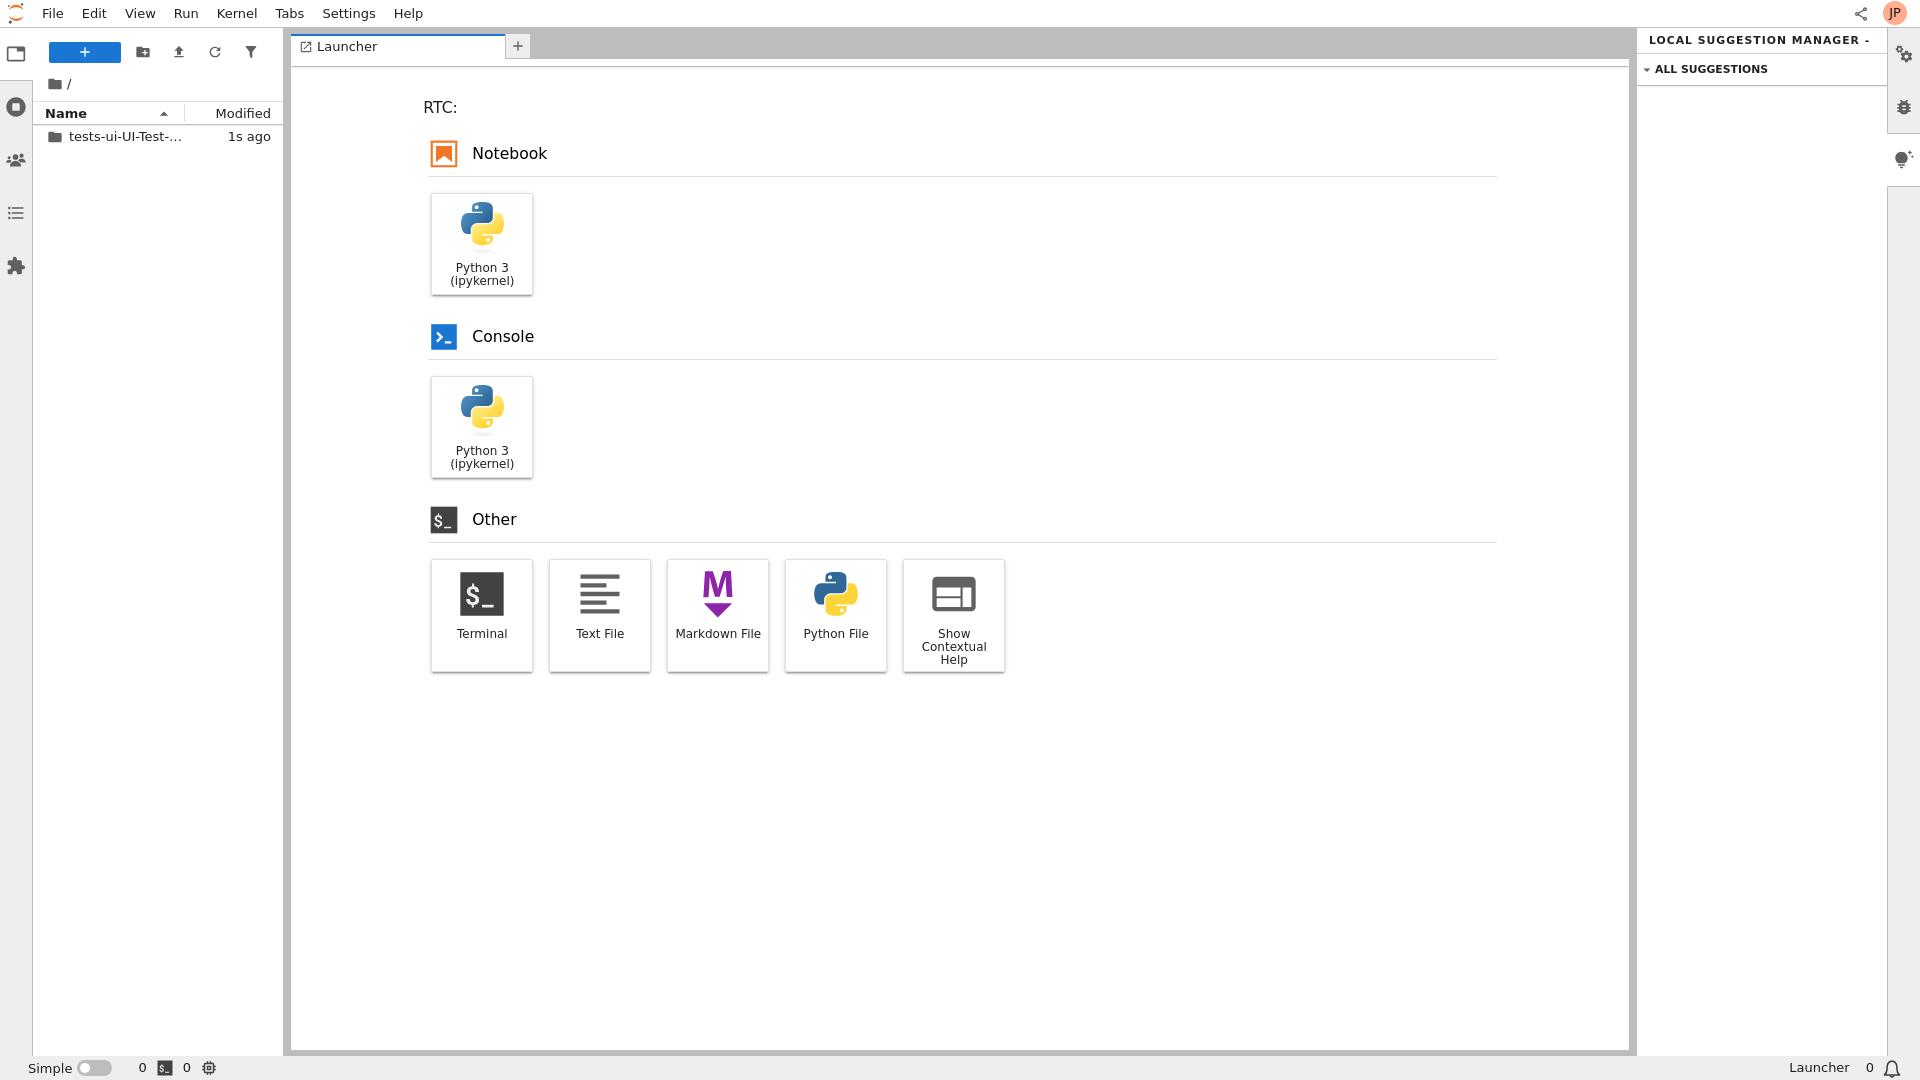 File Edit View Run Kernel Tabs Settings Help
JP
/
Name Modified
tests-ui-UI-Test-... 1s ago
Launcher
RTC:
Notebook
Python 3
(ipykernel)
Console
Python 3
(ipykernel)
Other
$_
Terminal
Text File
M
Markdown File
Python File
Show
Contextual
Help
LOCAL SUGGESTION MANAGER -
ALL SUGGESTIONS
Simple 0 $_ 0
Launcher 0